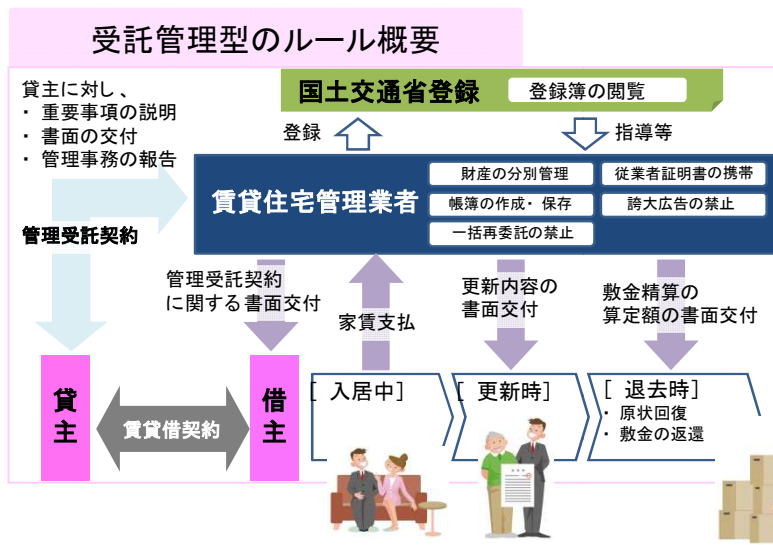 受託管理型のルール概要
貸主に対し、
・ 重要事項の説明
・ 書面の交付
・ 管理事務の報告
国土交通省登録
登録簿の閲覧
登録
指導等
賃貸住宅管理業者
財産の分別管理
従業者証明書の携帯
帳簿の作成・保存
誇大広告の禁止
一括再委託の禁止
管理受託契約
管理受託契約
に関する書面交付
家賃支払
更新内容の
書面交付
敷金精算の
算定額の書面交付
貸主
賃貸借契約
借主
[ 入居中]
[ 更新時]
[ 退去時]
・ 原状回復
・ 敷金の返還